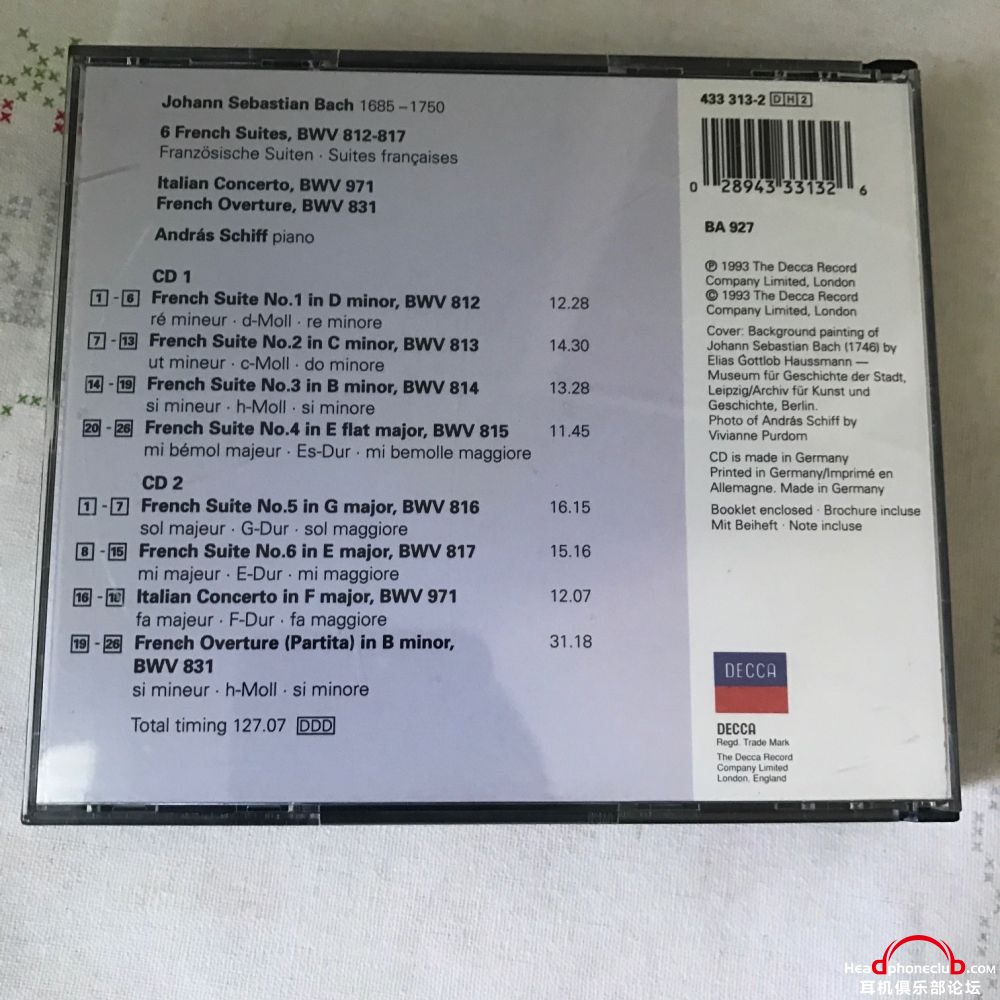 Johann Sebastian Bach 1685–1750
6 French Suites, BWV 812-817
Französische Suiten · Suites françaises
Italian Concerto, BWV 971
French Overture, BWV 831
András Schiff piano
CD 1
1 - 6 French Suite No.1 in D minor, BWV 812 12.28
ré mineur · d-Moll · re minore
7 - 13 French Suite No.2 in C minor, BWV 813 14.30
ut mineur · c-Moll · do minore
14 - 19 French Suite No.3 in B minor, BWV 814 13.28
si mineur · h-Moll · si minore
20 - 26 French Suite No.4 in E flat major, BWV 815 11.45
mi bémol majeur · Es-Dur · mi bemolle maggiore
CD 2
1 - 7 French Suite No.5 in G major, BWV 816 16.15
sol majeur · G-Dur · sol maggiore
8 - 15 French Suite No.6 in E major, BWV 817 15.16
mi majeur · E-Dur · mi maggiore
16 - 18 Italian Concerto in F major, BWV 971 12.07
fa majeur · F-Dur · fa maggiore
19 - 26 French Overture (Partita) in B minor, 31.18
BWV 831
si mineur · h-Moll · si minore
Total timing 127.07 DDD
433 313-2 DH2
0 28943 33132 6
BA 927
℗ 1993 The Decca Record
Company Limited, London
© 1993 The Decca Record
Company Limited, London
Cover: Background painting of
Johann Sebastian Bach (1746) by
Elias Gottlob Haussmann —
Museum für Geschichte der Stadt,
Leipzig/Archiv für Kunst und
Geschichte, Berlin.
Photo of András Schiff by
Vivianne Purdom
CD is made in Germany
Printed in Germany/Imprimé en
Allemagne. Made in Germany
Booklet enclosed · Brochure incluse
Mit Beiheft · Note incluse
DECCA
DECCA
Regd. Trade Mark
The Decca Record
Company Limited
London, England
Headphoneclub.com
耳机俱乐部论坛